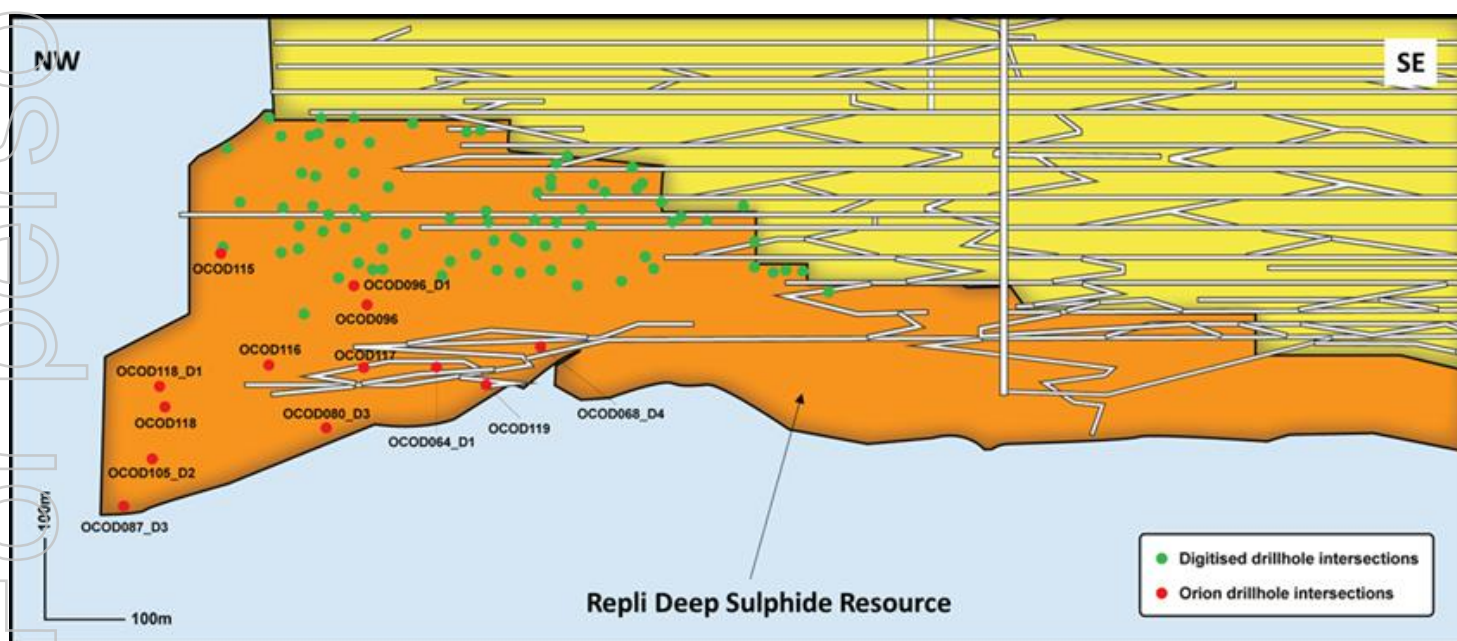 NW
SE
OCOD115
OCOD096_D1
OCOD096
OCOD116
OCOD117
OCOD118_D1
OCOD118
OCOD080_D3
OCOD064_D1
OCOD119
OCOD068_D4
OCOD105_D2
OCOD087_D3
100m
100m
Repli Deep Sulphide Resource
Digitised drillhole intersections
Orion drillhole intersections